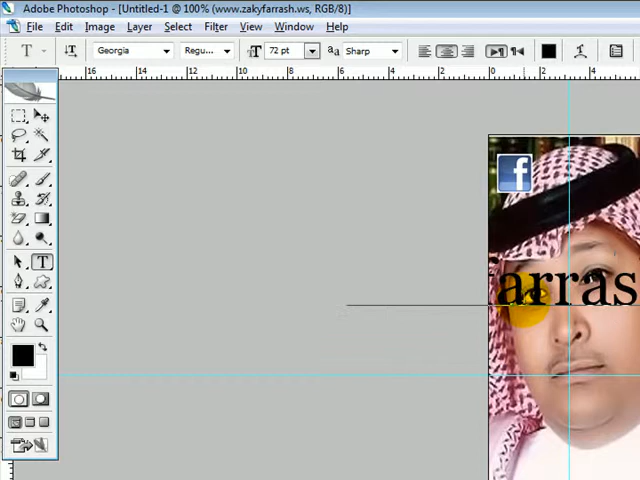 Adobe Photoshop - [Untitled-1 @ 100% (www.zakyfarrash.ws, RGB/8)]
File Edit Image Layer Select Filter View Window Help
T Georgia Regu... 72 pt aa Sharp
16 14 12 10 8 6 4 2 0 2 4
f
arras